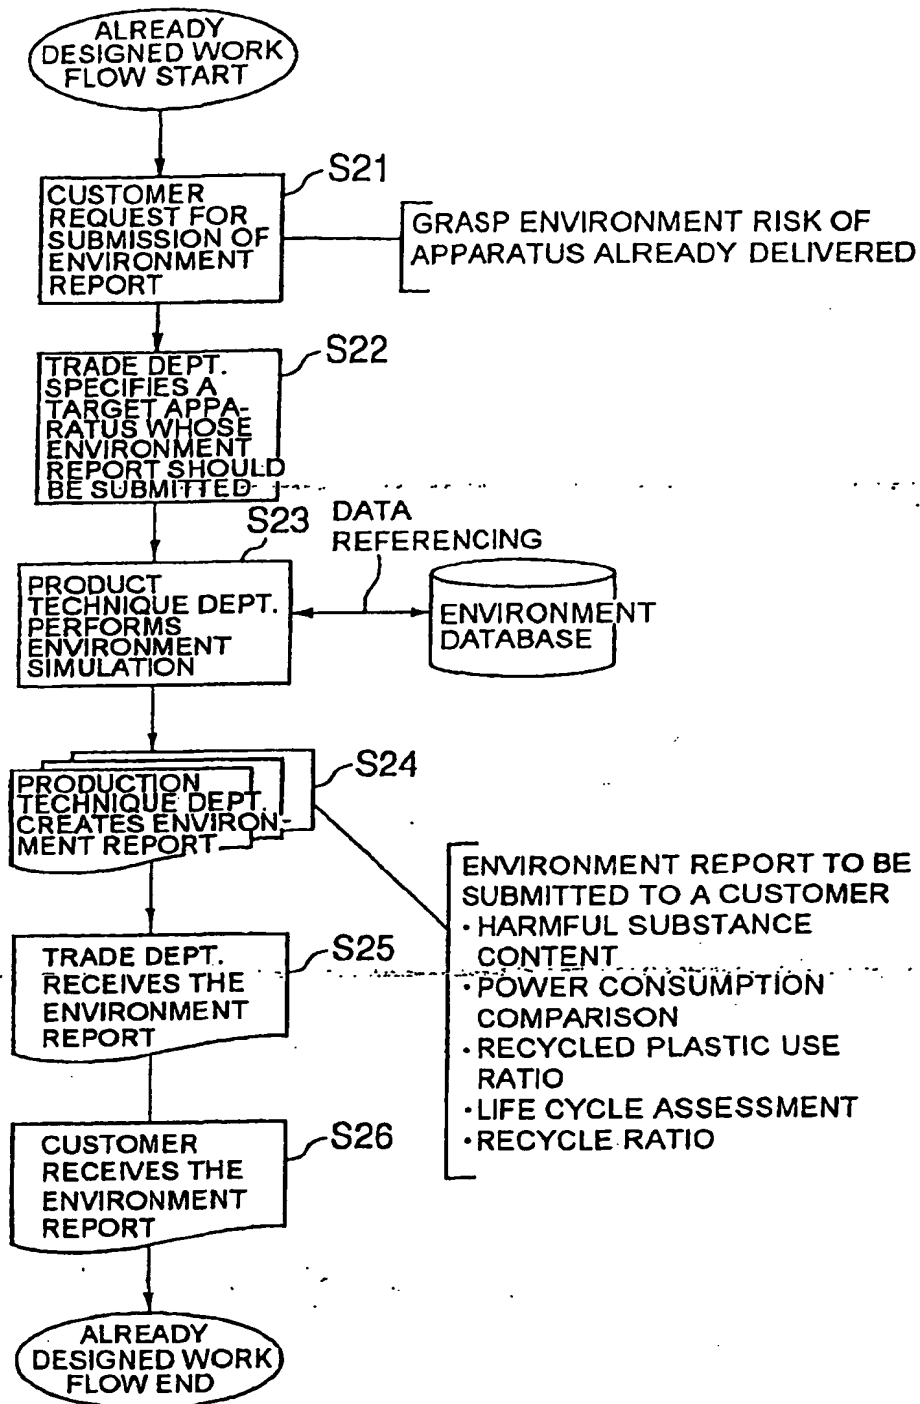 ALREADY
DESIGNED WORK
FLOW START
S21
CUSTOMER
REQUEST FOR
SUBMISSION OF
ENVIRONMENT
REPORT
GRASP ENVIRONMENT RISK OF
APPARATUS ALREADY DELIVERED
S22
TRADE DEPT.
SPECIFIES A
TARGET APPA-
RATUS WHOSE
ENVIRONMENT
REPORT SHOULD
BE SUBMITTED
S23
DATA
REFERENCING
PRODUCT
TECHNIQUE DEPT.
PERFORMS
ENVIRONMENT
SIMULATION
ENVIRONMENT
DATABASE
S24
PRODUCTION
TECHNIQUE DEPT.
CREATES ENVIRON-
MENT REPORT
ENVIRONMENT REPORT TO BE
SUBMITTED TO A CUSTOMER
・HARMFUL SUBSTANCE
CONTENT
・POWER CONSUMPTION
COMPARISON
・RECYCLED PLASTIC USE
RATIO
・LIFE CYCLE ASSESSMENT
・RECYCLE RATIO
S25
TRADE DEPT.
RECEIVES THE
ENVIRONMENT
REPORT
S26
CUSTOMER
RECEIVES THE
ENVIRONMENT
REPORT
ALREADY
DESIGNED WORK
FLOW END